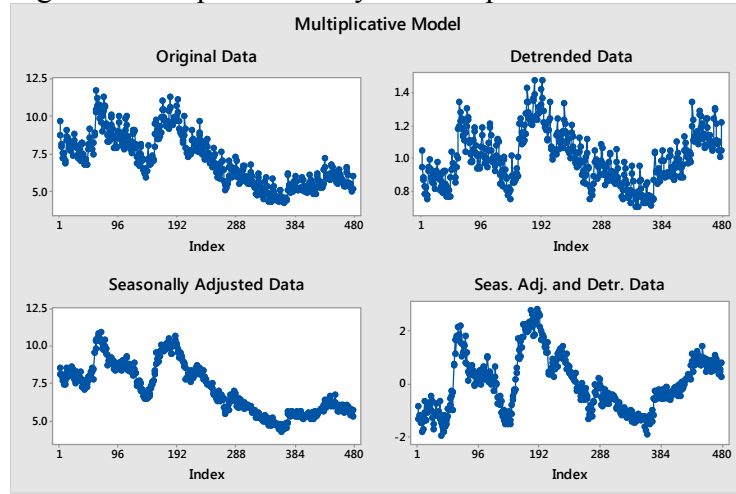 Multiplicative Model
Original Data
12.5
10.0
7.5
5.0
1 96 192 288 384 480
Index
Detrended Data
1.4
1.2
1.0
0.8
1 96 192 288 384 480
Index
Seasonally Adjusted Data
12.5
10.0
7.5
5.0
1 96 192 288 384 480
Index
Seas. Adj. and Detr. Data
2
0
-2
1 96 192 288 384 480
Index